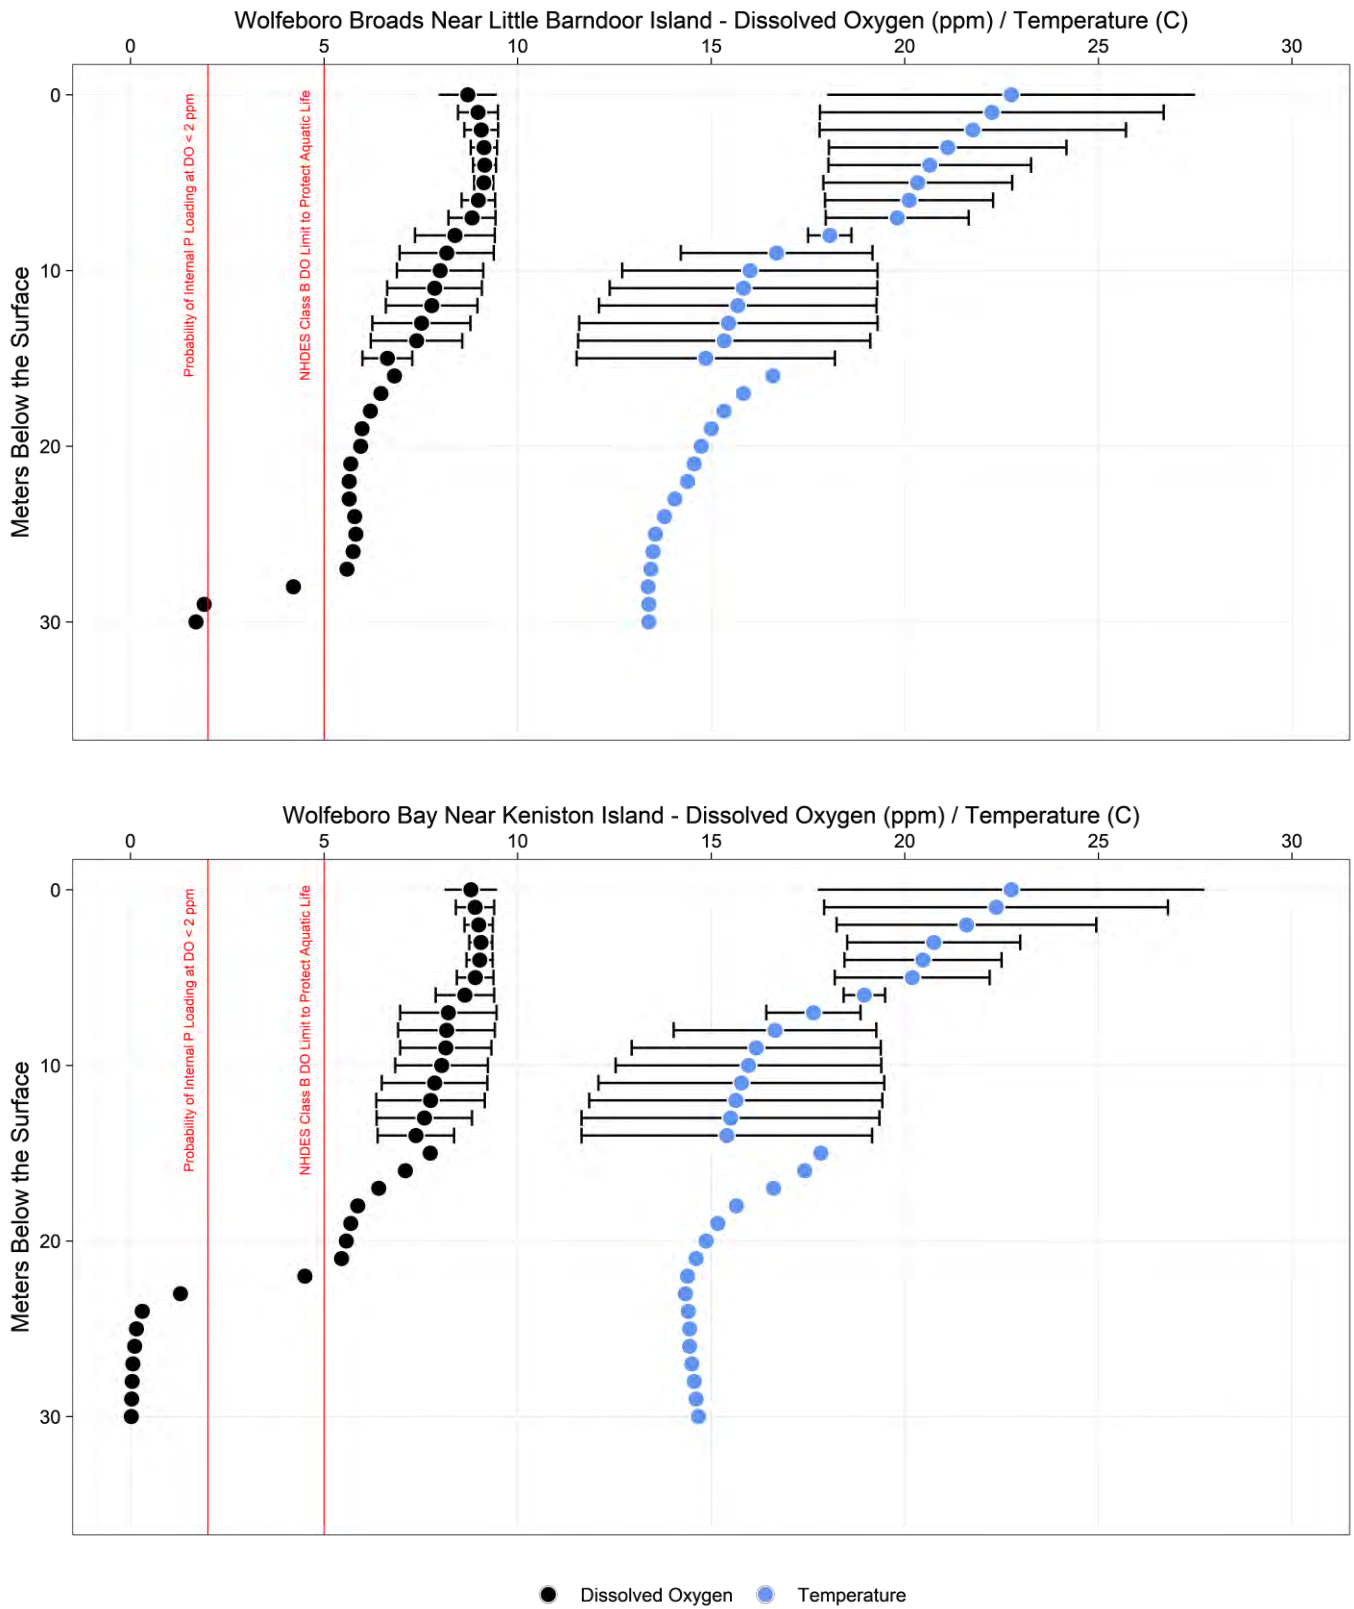 Wolfeboro Broads Near Little Barndoor Island - Dissolved Oxygen (ppm) / Temperature (C)
0 5 10 15 20 25 30
Meters Below the Surface
0
10
20
30
Probability of Internal P Loading at DO < 2 ppm
NHDES Class B DO Limit to Protect Aquatic Life
Wolfeboro Bay Near Keniston Island - Dissolved Oxygen (ppm) / Temperature (C)
0 5 10 15 20 25 30
Meters Below the Surface
0
10
20
30
Probability of Internal P Loading at DO < 2 ppm
NHDES Class B DO Limit to Protect Aquatic Life
Dissolved Oxygen Temperature